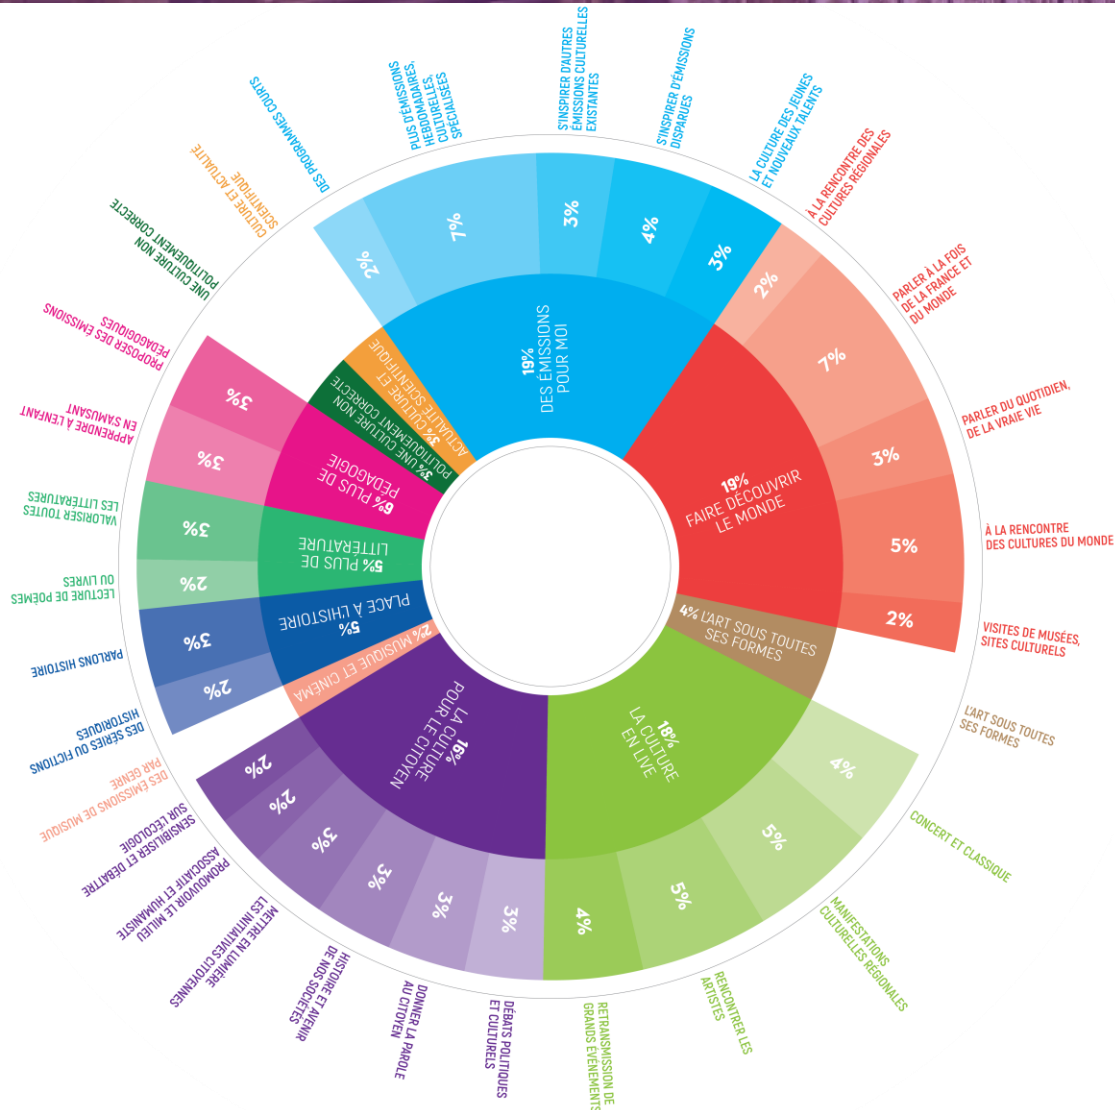 S'INSPIRER D'AUTRES
ÉMISSIONS CULTURELLES
EXISTANTES
S'INSPIRER D'ÉMISSIONS
DISPARUES
LA CULTURE DES JEUNES
ET NOUVEAUX TALENTS
À LA RENCONTRE DES
CULTURES RÉGIONALES
PARLER À LA FOIS
DE LA FRANCE ET
DU MONDE
PARLER DU QUOTIDIEN,
DE LA VRAIE VIE
À LA RENCONTRE
DES CULTURES DU MONDE
VISITES DE MUSÉES,
SITES CULTURELS
L'ART SOUS TOUTES
SES FORMES
CONCERT ET CLASSIQUE
MANIFESTATIONS
CULTURELLES RÉGIONALES
RENCONTRER LES
ARTISTES
RETRANSMISSION DE
GRANDS ÉVÉNEMENTS
DÉBATS POLITIQUES
ET CULTURELS
DONNER LA PAROLE
AU CITOYEN
HISTOIRE ET AVENIR
DE NOS SOCIÉTÉS
METTRE EN LUMIÈRE
LES INITIATIVES CITOYENNES
PROMOUVOIR LE MILIEU
ASSOCIATIF ET HUMANISTE
SENSIBILISER ET DÉBATTRE
SUR L'ÉCOLOGIE
DES ÉMISSIONS DE MUSIQUE
PAR GENRE
DES SÉRIES OU FICTIONS
HISTORIQUES
PARLONS HISTOIRE
LECTURE DE POÈMES
OU LIVRES
VALORISER TOUTES
LES LITTÉRATURES
APPRENDRE À L'ENFANT
EN S'AMUSANT
PROPOSER DES ÉMISSIONS
PÉDAGOGIQUES
UNE CULTURE NON
POLITIQUEMENT CORRECTE
CULTURE ET ACTUALITÉ
SCIENTIFIQUE
DES PROGRAMMES COURTS
PLUS D'ÉMISSIONS
HEBDOMADAIRES,
CULTURELLES,
SPÉCIALISÉES
2%
7%
3%
4%
3%
2%
7%
3%
5%
2%
4%
5%
5%
4%
3%
3%
3%
3%
2%
2%
2%
3%
2%
3%
3%
3%
19%
DES ÉMISSIONS
POUR MOI
19%
FAIRE DÉCOUVRIR
LE MONDE
4% L'ART SOUS TOUTES
SES FORMES
18%
LA CULTURE
EN LIVE
LA CULTURE
16%
POUR LE CITOYEN
2% MUSIQUE ET CINÉMA
5%
PLACE À L'HISTOIRE
5% PLUS DE
LITTÉRATURE
6% PLUS DE
PÉDAGOGIE
3% UNE CULTURE NON
POLITIQUEMENT CORRECTE
3% CULTURE ET
ACTUALITÉ SCIENTIFIQUE